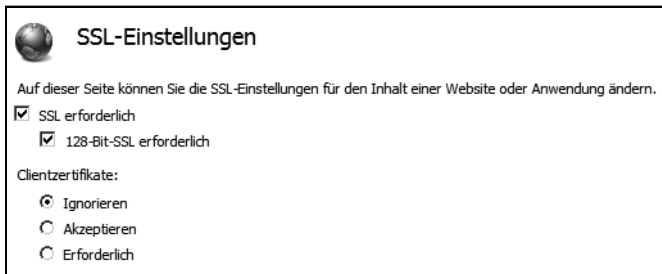 SSL-Einstellungen
Auf dieser Seite können Sie die SSL-Einstellungen für den Inhalt einer Website oder Anwendung ändern.
SSL erforderlich
128-Bit-SSL erforderlich
Clientzertifikate:
Ignorieren
Akzeptieren
Erforderlich